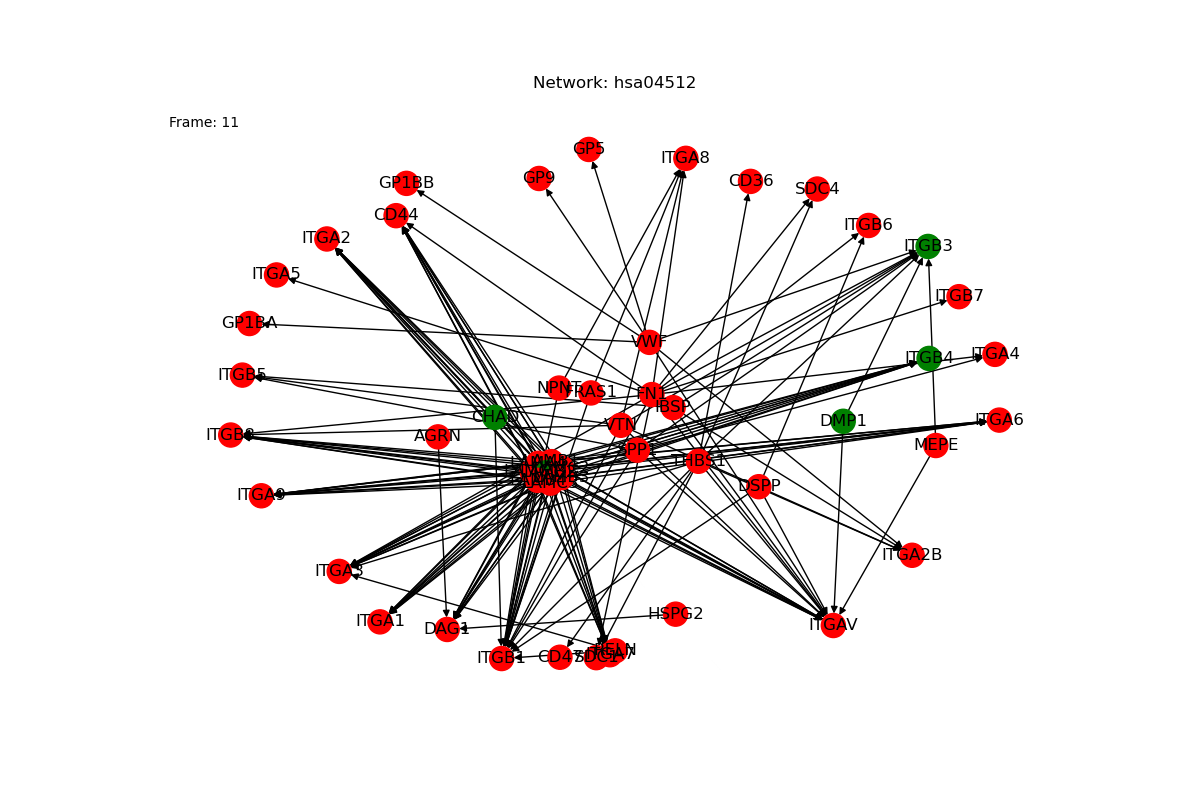 Network: hsa04512
Frame: 11
GP5
ITGA8
GP9
GP1BB
CD36
SDC4
CD44
ITGB6
ITGA2
ITGB3
ITGA5
ITGB7
GP1BA
VWF
ITGA4
ITGB4
ITGB5
NPNT
FRAS1
FN1
IBSP
CHAD
DMP1
ITGA6
VTN
ITGB8
AGRN
MEPE
SPP1
THBS1
DSPP
ITGA9
ITGA2B
ITGA3
HSPG2
ITGA1
DAG1
ITGAV
ITGB1
CD47
SDC1
ITGA7